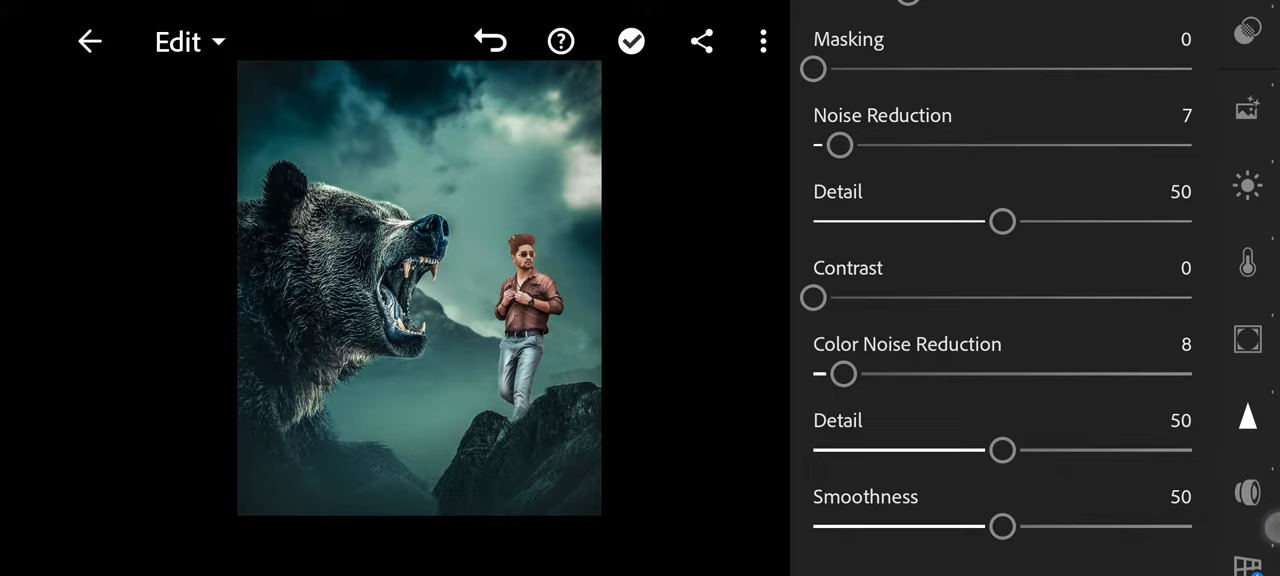 Edit
Masking 0
Noise Reduction 7
Detail 50
Contrast 0
Color Noise Reduction 8
Detail 50
Smoothness 50